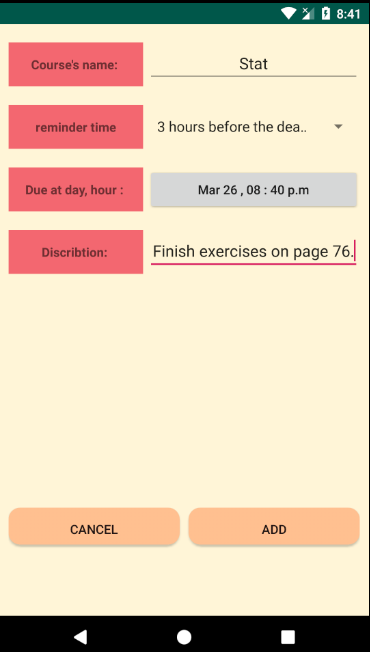 8:41
Course's name:
Stat
reminder time
3 hours before the dea..
Due at day, hour :
Mar 26 , 08 : 40 p.m
Discribtion:
Finish exercises on page 76.
CANCEL
ADD